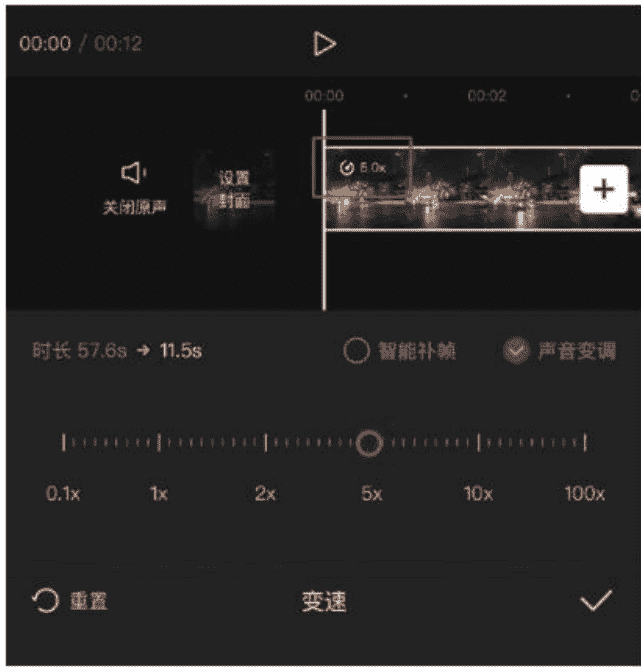 00:00 / 00:12
00:00 · 00:02 · 0
关闭原声
设置
封面
5.0x
时长 57.6s → 11.5s
智能补帧
声音变调
0.1x 1x 2x 5x 10x 100x
重置
变速